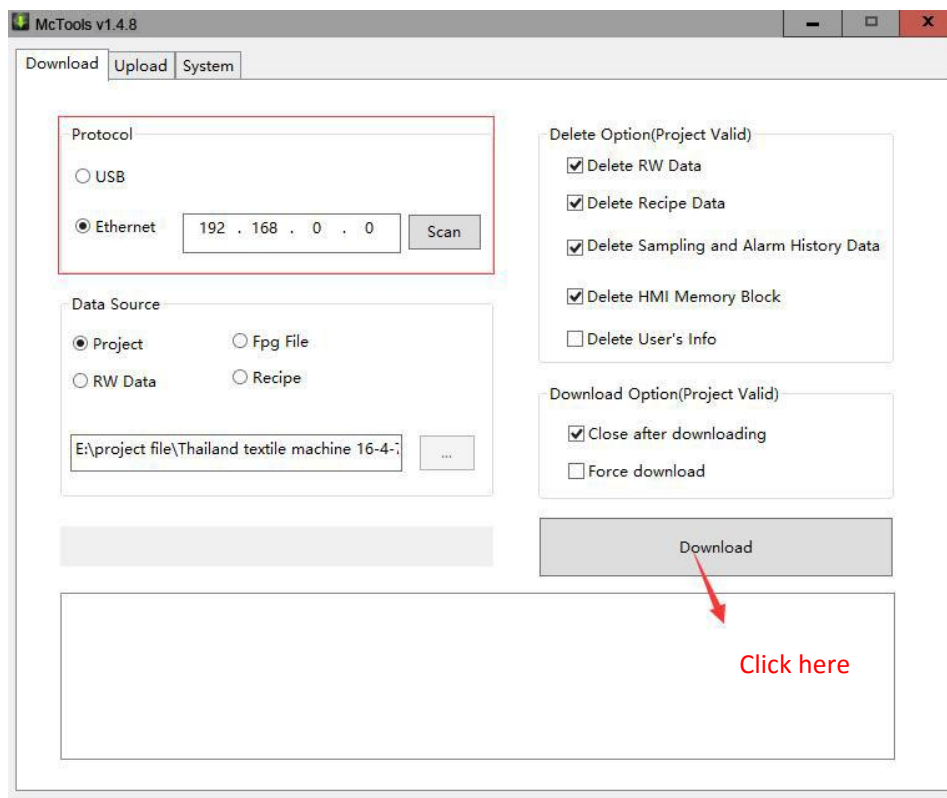 McTools v1.4.8
Download Upload System
Protocol
USB
Ethernet 192 . 168 . 0 . 0 Scan
Data Source
Project Fpg File
RW Data Recipe
E:\project file\Thailand textile machine 16-4- ...
Delete Option(Project Valid)
Delete RW Data
Delete Recipe Data
Delete Sampling and Alarm History Data
Delete HMI Memory Block
Delete User's Info
Download Option(Project Valid)
Close after downloading
Force download
Download
Click here